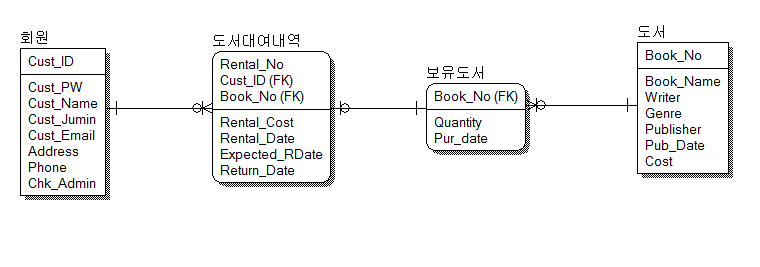 회원
Cust_ID
Cust_PW
Cust_Name
Cust_Jumin
Cust_Email
Address
Phone
Chk_Admin
도서대여내역
Rental_No
Cust_ID (FK)
Book_No (FK)
Rental_Cost
Rental_Date
Expected_RDate
Return_Date
보유도서
Book_No (FK)
Quantity
Pur_date
도서
Book_No
Book_Name
Writer
Genre
Publisher
Pub_Date
Cost